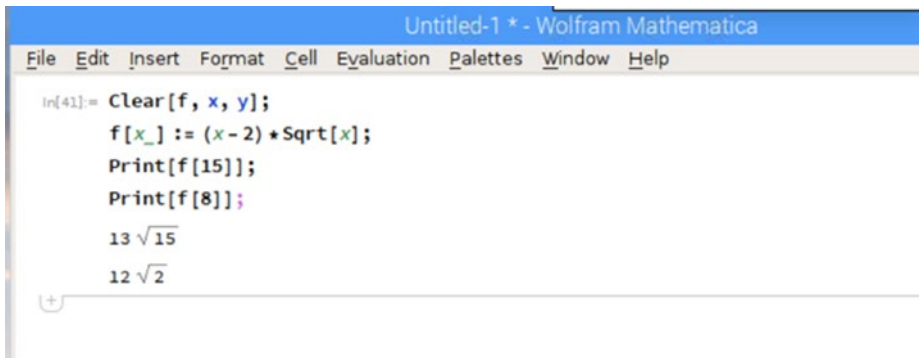 Untitled-1 * - Wolfram Mathematica
File Edit Insert Format Cell Evaluation Palettes Window Help
In[41]:= Clear[f, x, y];
f[x_] := (x - 2) * Sqrt[x];
Print[f[15]];
Print[f[8]];
13 √15
12 √2